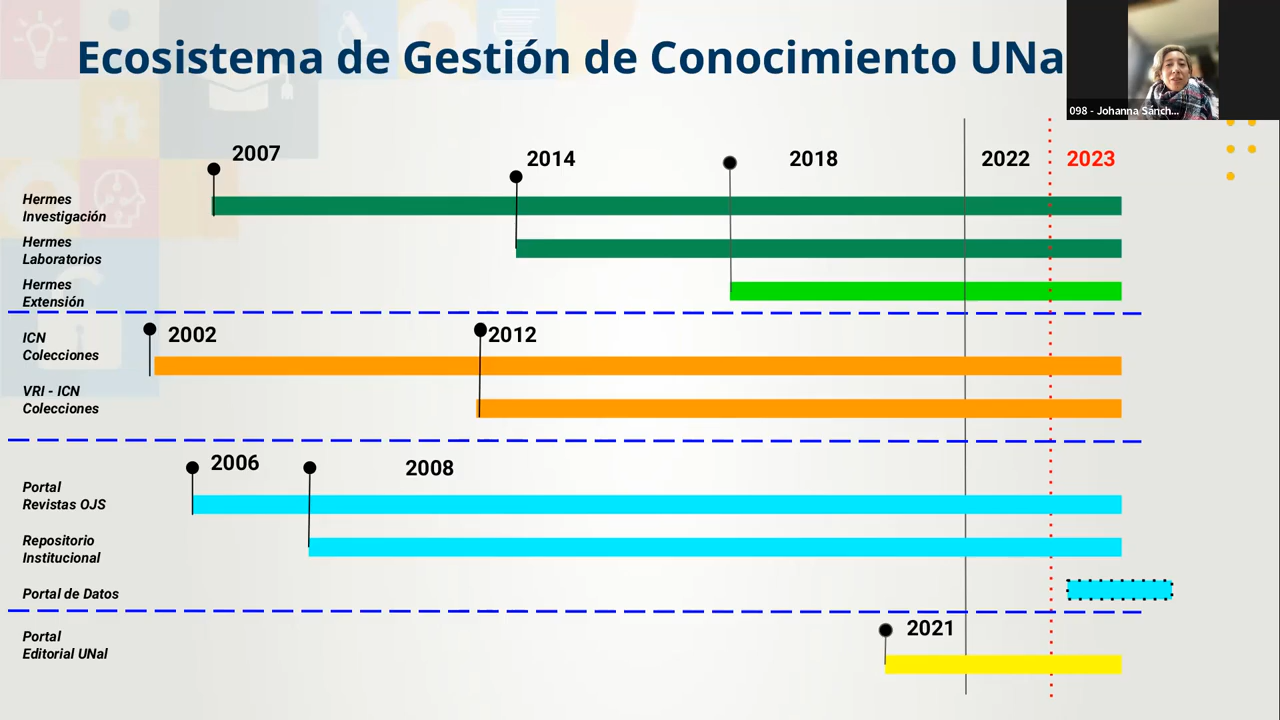 Ecosistema de Gestión de Conocimiento UNa
098 - Johanna Sánch...
2007
2014
2018
2022
2023
Hermes
Investigación
Hermes
Laboratorios
Hermes
Extensión
ICN
Colecciones
2002
2012
VRI - ICN
Colecciones
2006
2008
Portal
Revistas OJS
Repositorio
Institucional
Portal de Datos
Portal
Editorial UNal
2021